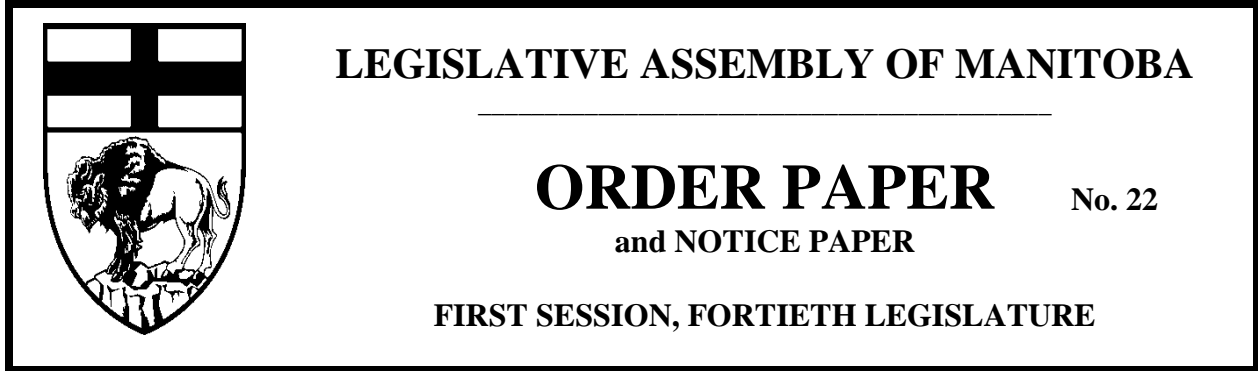 LEGISLATIVE ASSEMBLY OF MANITOBA
ORDER PAPER No. 22
and NOTICE PAPER
FIRST SESSION, FORTIETH LEGISLATURE